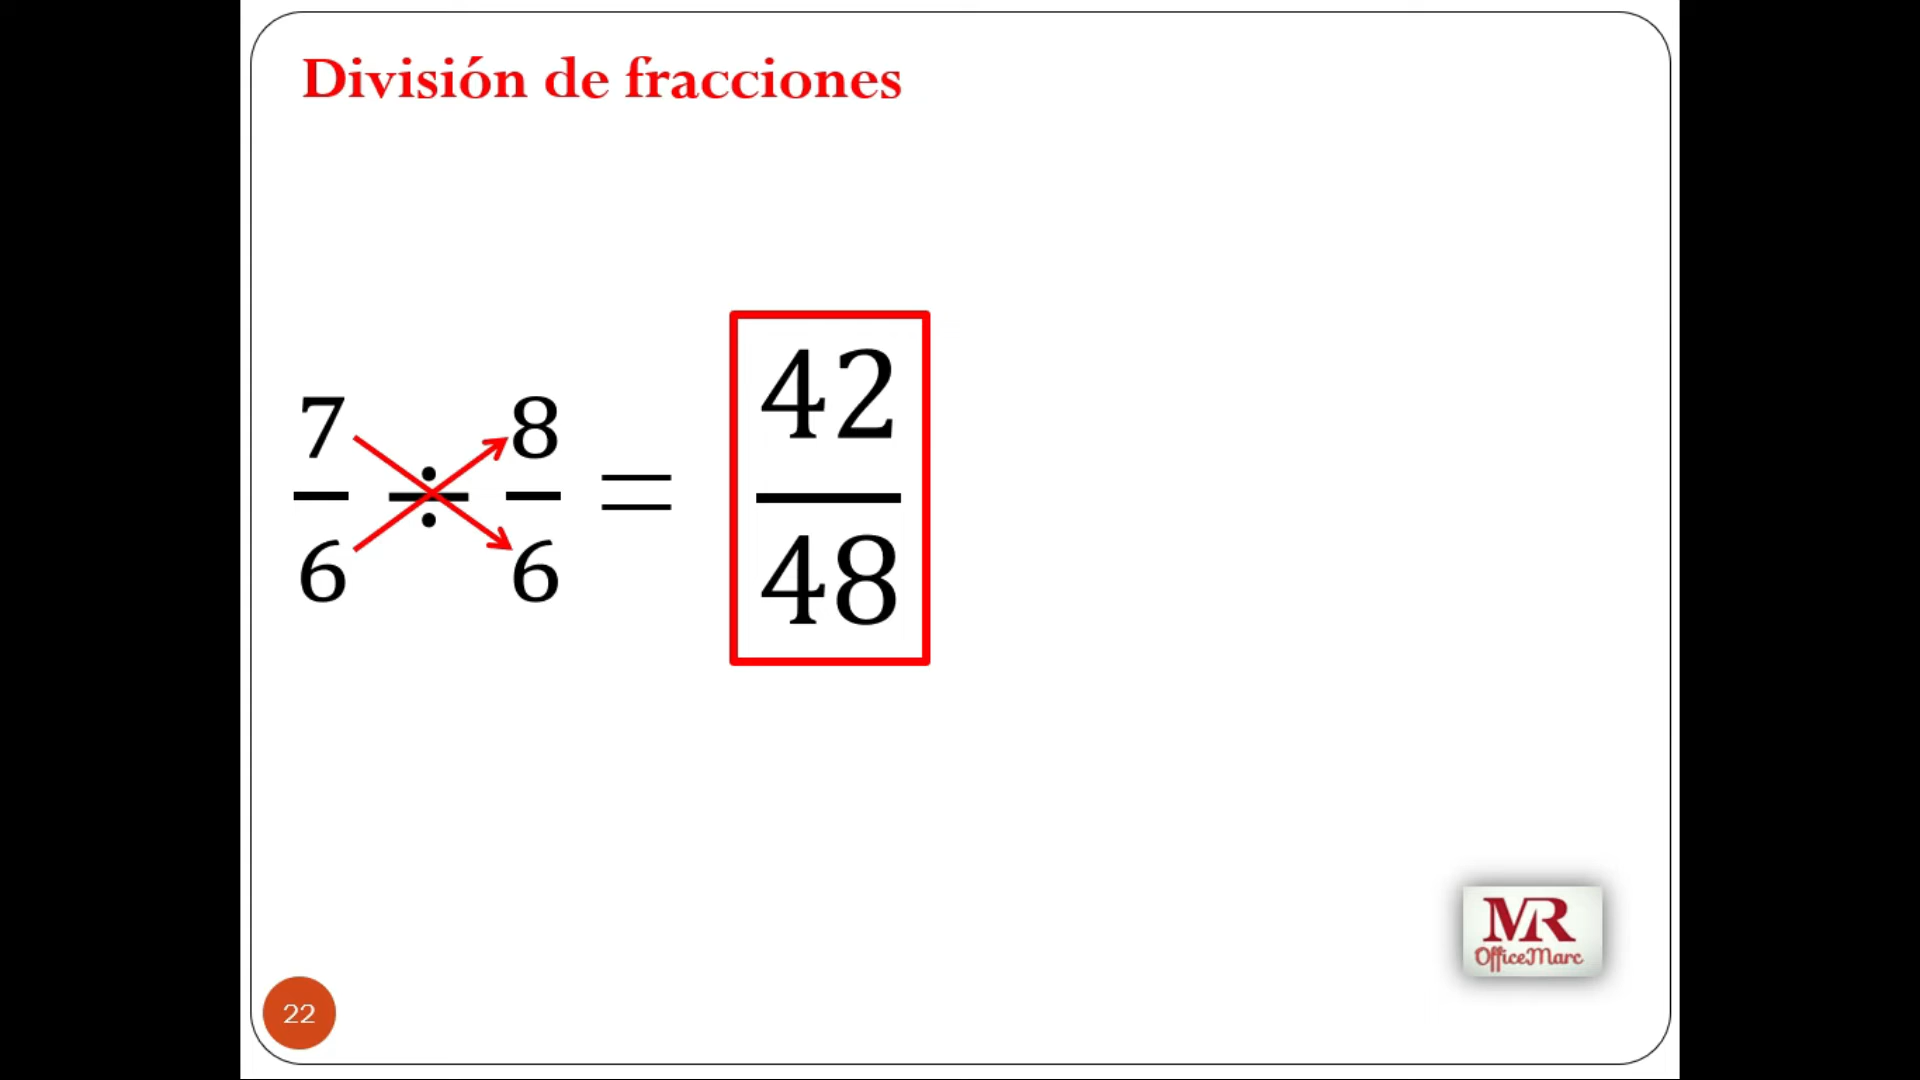 División de fracciones
7/6 ÷ 8/6 = 42/48
MR
OfficeMarc
22